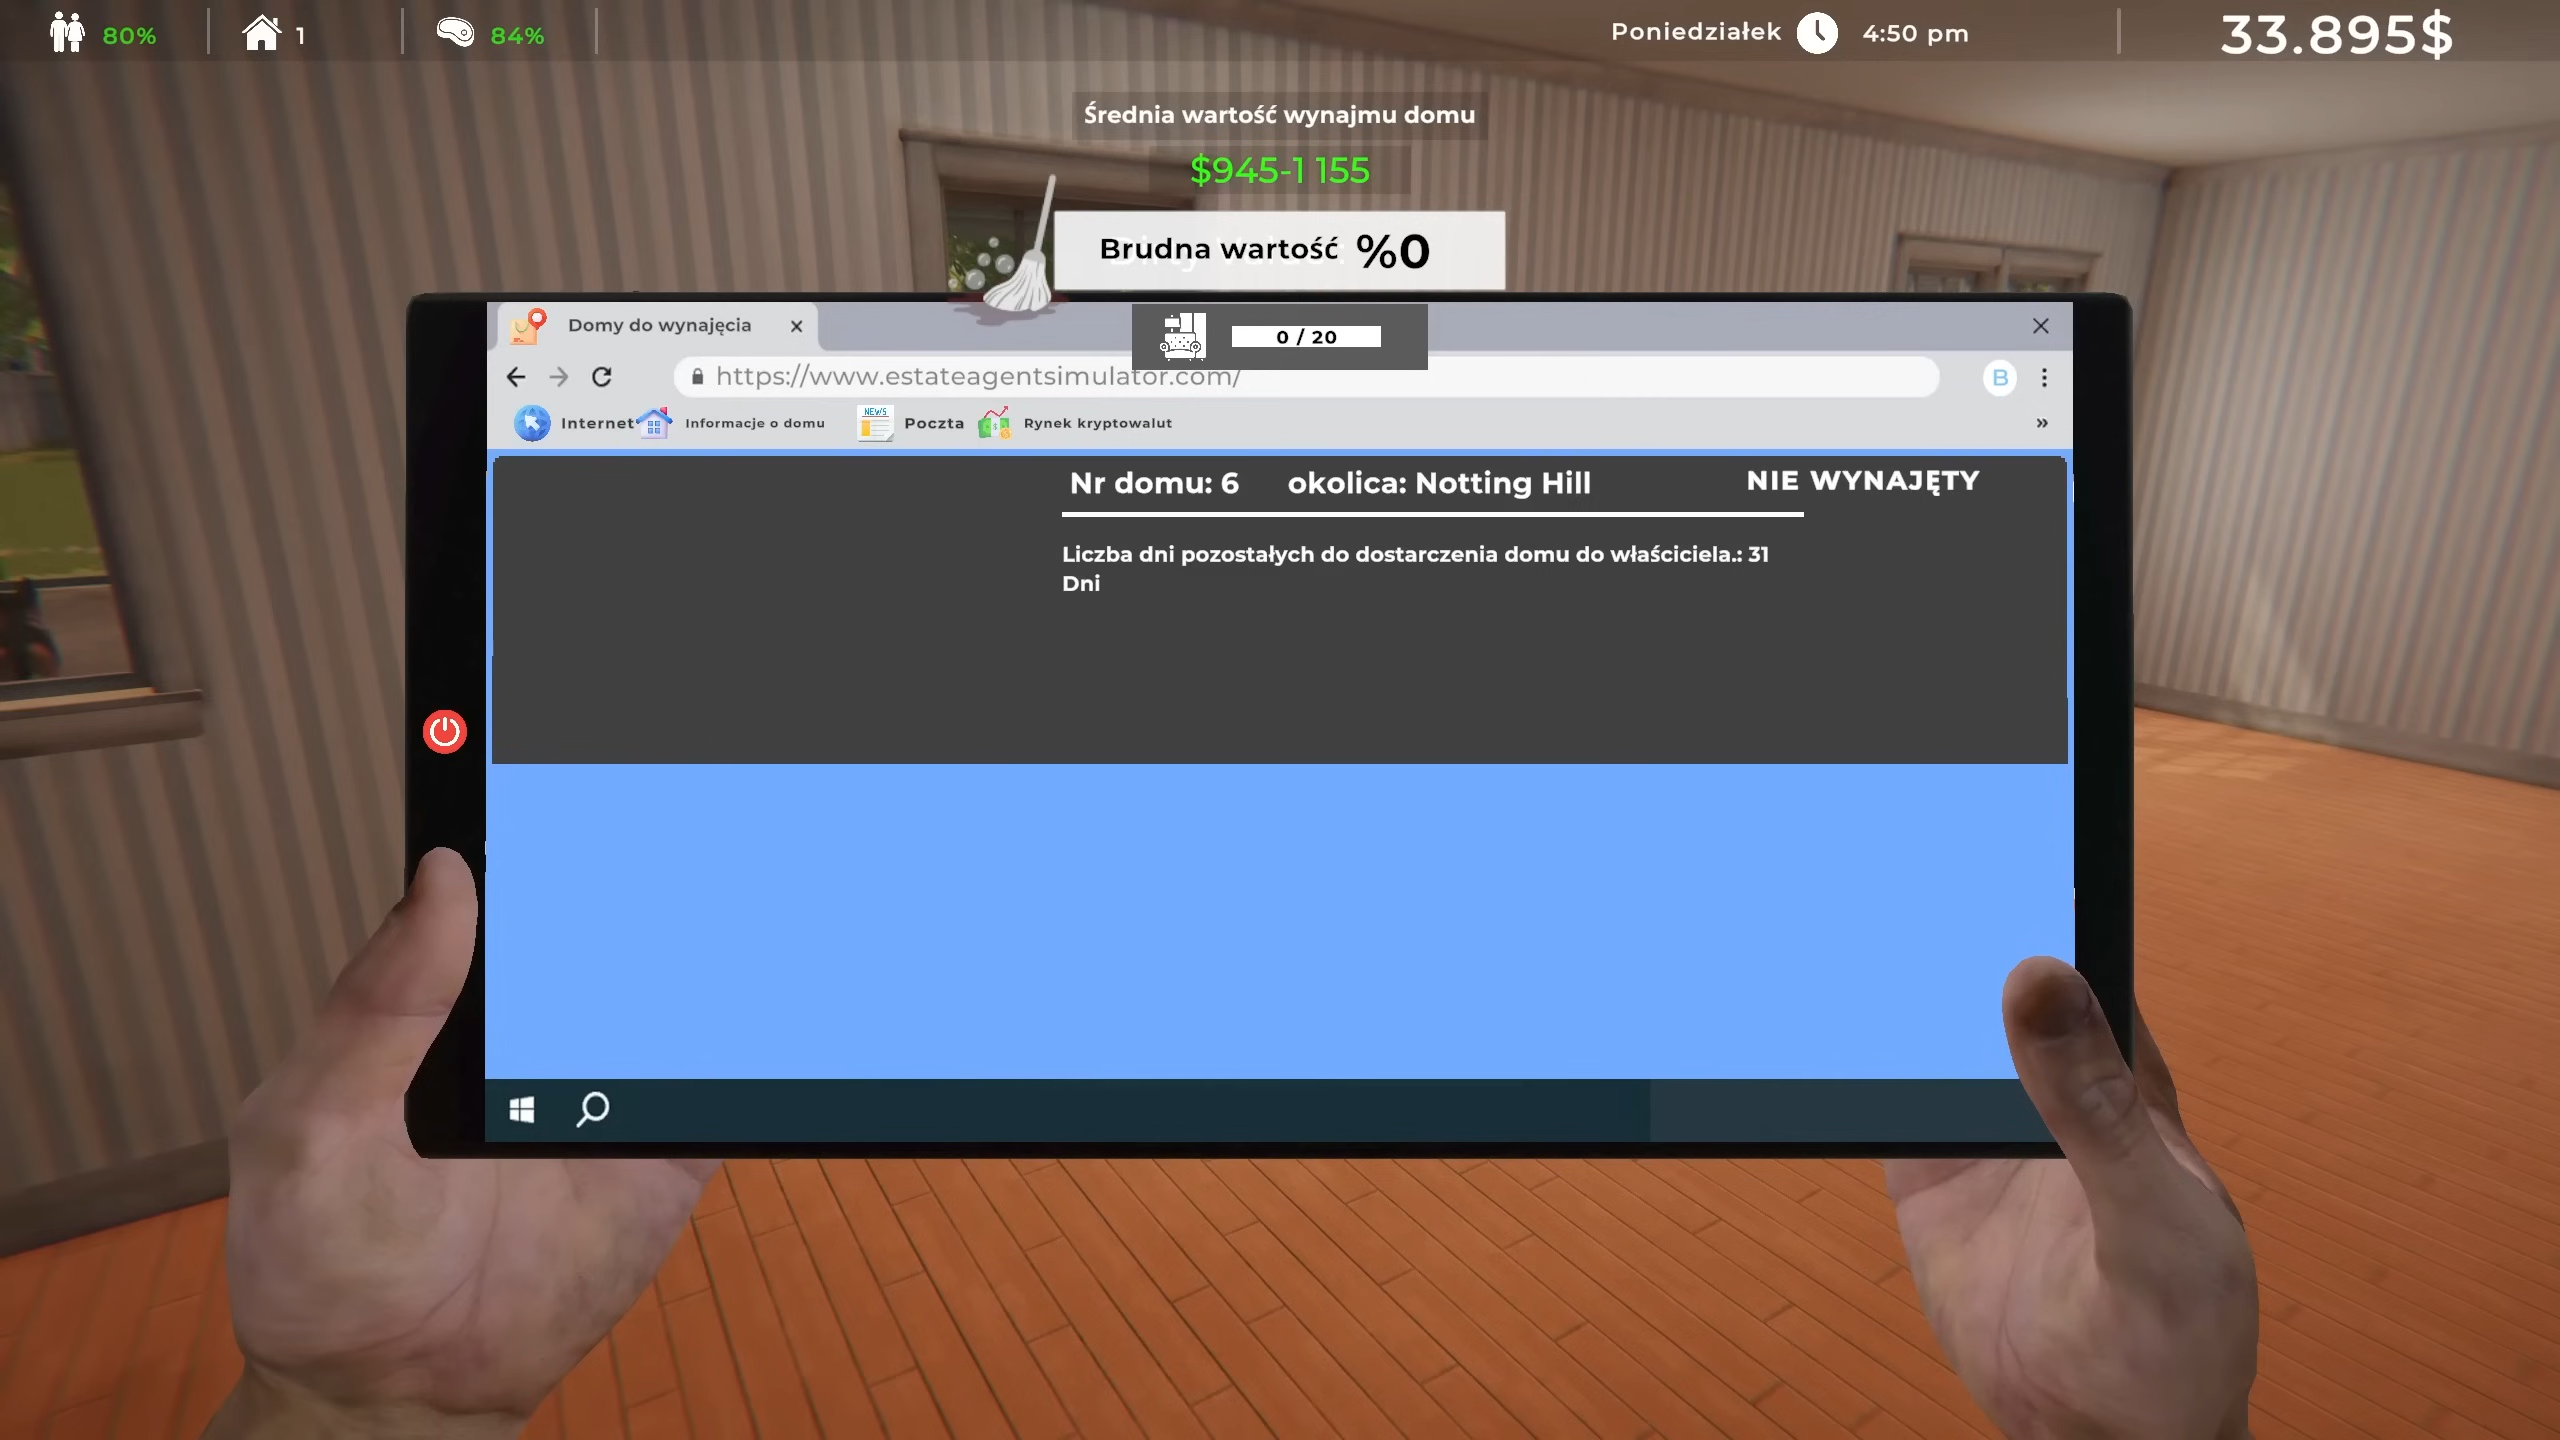 80%
1
84%
Poniedziałek
4:50 pm
33.895$
Średnia wartość wynajmu domu
$945-1 155
Brudna wartość %0
Domy do wynajęcia
0 / 20
https://www.estateagentsimulator.com/
B
Internet
Informacje o domu
NEWS
Poczta
Rynek kryptowalut
Nr domu: 6 okolica: Notting Hill
NIE WYNAJĘTY
Liczba dni pozostałych do dostarczenia domu do właściciela.: 31
Dni